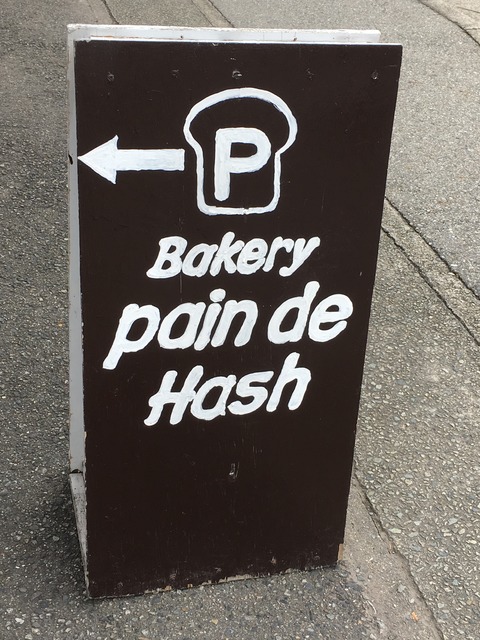 P
Bakery
pain de
Hash